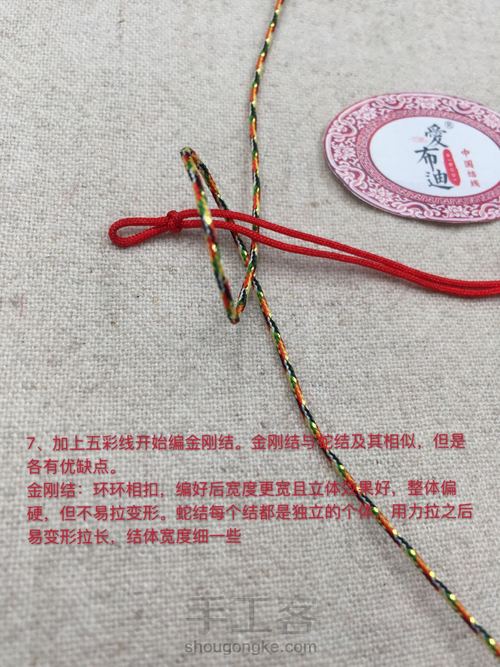 愛布迪
中国结线
7、加上五彩线开始编金刚结。金刚结与蛇结及其相似，但是
各有优缺点。
金刚结：环环相扣，编好后宽度更宽且立体效果好，整体偏
硬，但不易拉变形。蛇结每个结都是独立的个体，用力拉之后
易变形拉长，结体宽度细一些
手工客
shougongke.com